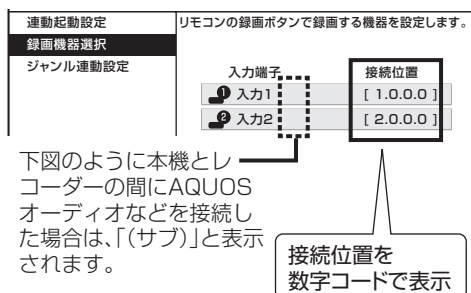 連動起動設定
リモコンの録画ボタンで録画する機器を設定します。
録画機器選択
ジャンル連動設定
入力端子 接続位置
1 入力1 [ 1.0.0.0 ]
2 入力2 [ 2.0.0.0 ]
下図のように本機とレ
コーダーの間にAQUOS
オーディオなどを接続し
た場合は、「(サブ)」と表示
されます。
接続位置を
数字コードで表示